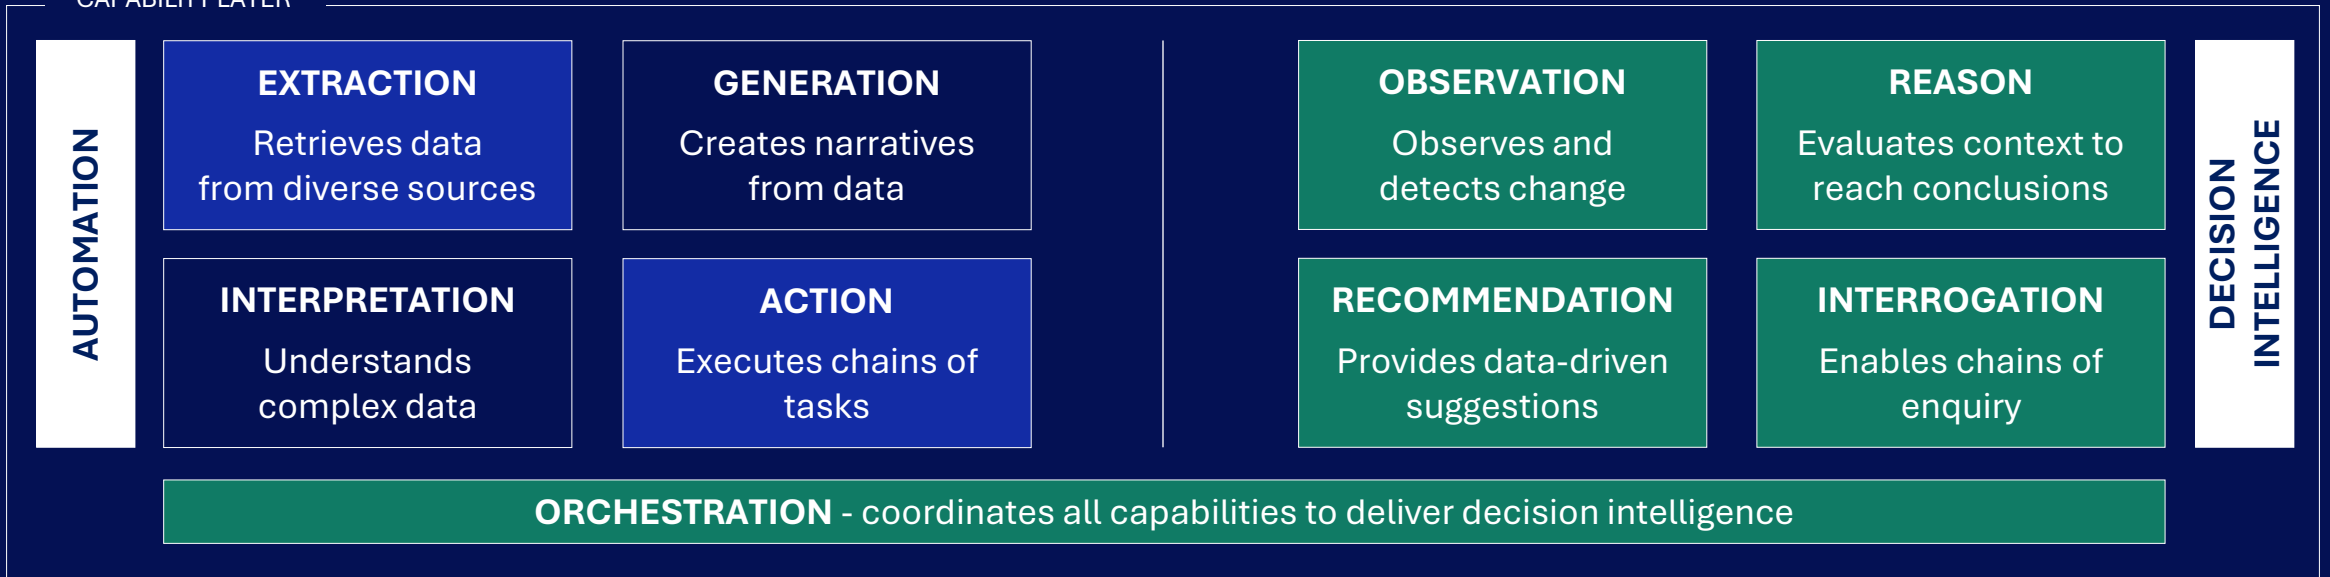 CAPABILITY LAYER
AUTOMATION
EXTRACTION
Retrieves data
from diverse sources
GENERATION
Creates narratives
from data
INTERPRETATION
Understands
complex data
ACTION
Executes chains of
tasks
OBSERVATION
Observes and
detects change
REASON
Evaluates context to
reach conclusions
RECOMMENDATION
Provides data-driven
suggestions
INTERROGATION
Enables chains of
enquiry
DECISION
INTELLIGENCE
ORCHESTRATION - coordinates all capabilities to deliver decision intelligence